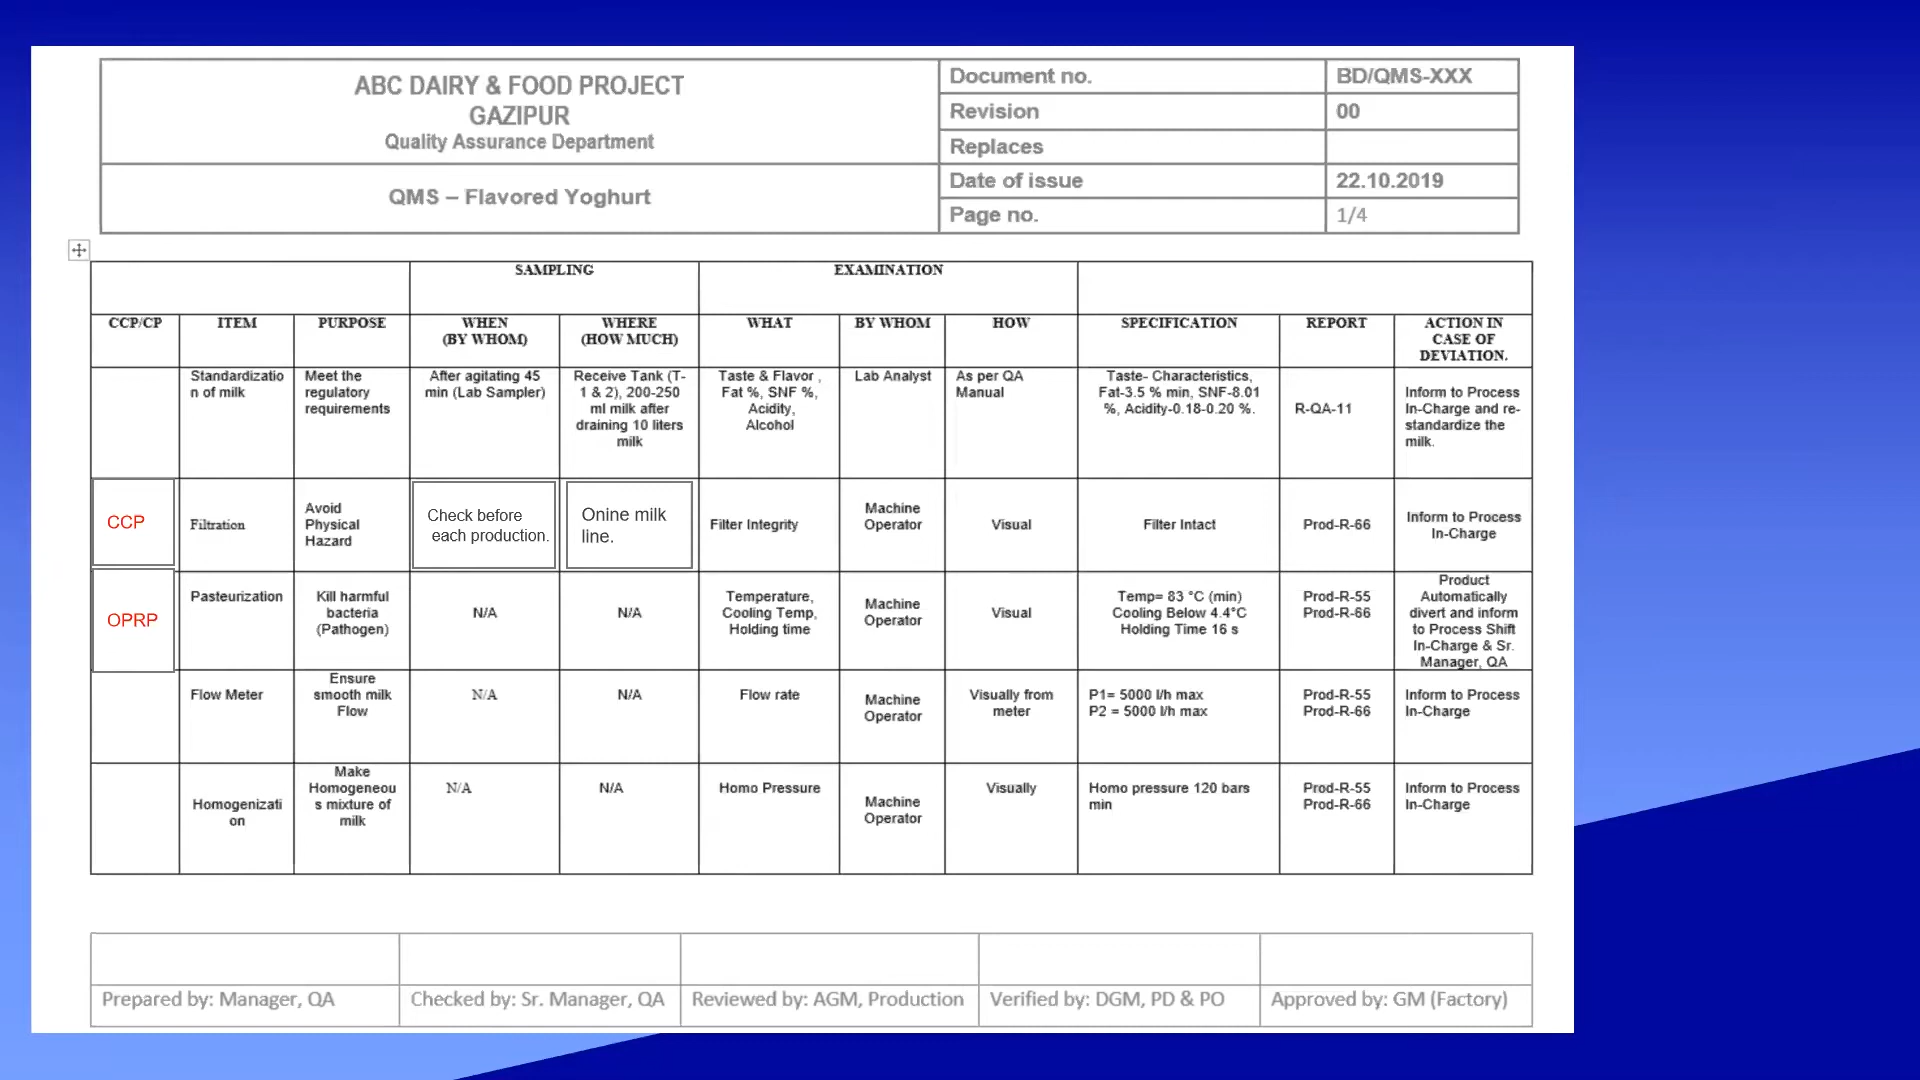 ABC DAIRY & FOOD PROJECT
GAZIPUR
Quality Assurance Department
QMS – Flavored Yoghurt
Document no. BD/QMS-XXX
Revision 00
Replaces
Date of issue 22.10.2019
Page no. 1/4
SAMPLING EXAMINATION
CCP/CP
ITEM
PURPOSE
WHEN
(BY WHOM)
WHERE
(HOW MUCH)
WHAT
BY WHOM
HOW
SPECIFICATION
REPORT
ACTION IN
CASE OF
DEVIATION.
Standardizatio
n of milk
Meet the
regulatory
requirements
After agitating 45
min (Lab Sampler)
Receive Tank (T-
1 & 2), 200-250
ml milk after
draining 10 liters
milk
Taste & Flavor ,
Fat %, SNF %,
Acidity,
Alcohol
Lab Analyst
As per QA
Manual
Taste- Characteristics,
Fat-3.5 % min, SNF-8.01
%, Acidity-0.18-0.20 %.
R-QA-11
Inform to Process
In-Charge and re-
standardize the
milk.
CCP
Filtration
Avoid
Physical
Hazard
Check before
each production.
Onine milk
line.
Filter Integrity
Machine
Operator
Visual
Filter Intact
Prod-R-66
Inform to Process
In-Charge
OPRP
Pasteurization
Kill harmful
bacteria
(Pathogen)
N/A
N/A
Temperature,
Cooling Temp,
Holding time
Machine
Operator
Visual
Temp= 83 °C (min)
Cooling Below 4.4°C
Holding Time 16 s
Prod-R-55
Prod-R-66
Product
Automatically
divert and inform
to Process Shift
In-Charge & Sr.
Manager, QA
Flow Meter
Ensure
smooth milk
Flow
N/A
N/A
Flow rate
Machine
Operator
Visually from
meter
P1= 5000 l/h max
P2 = 5000 l/h max
Prod-R-55
Prod-R-66
Inform to Process
In-Charge
Homogenizati
on
Make
Homogeneou
s mixture of
milk
N/A
N/A
Homo Pressure
Machine
Operator
Visually
Homo pressure 120 bars
min
Prod-R-55
Prod-R-66
Inform to Process
In-Charge
Prepared by: Manager, QA
Checked by: Sr. Manager, QA
Reviewed by: AGM, Production
Verified by: DGM, PD & PO
Approved by: GM (Factory)